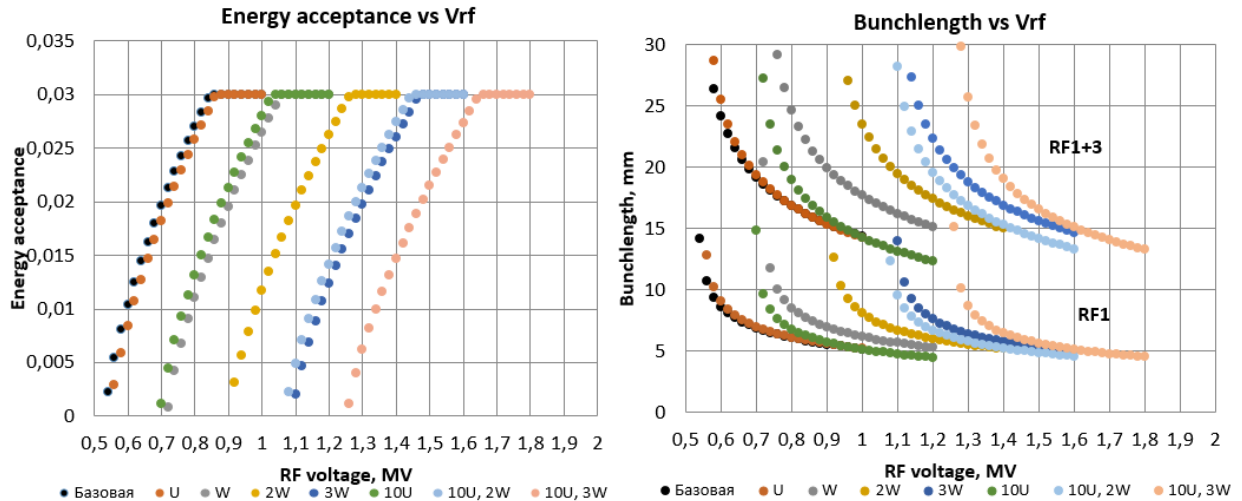 Energy acceptance vs Vrf
0,035
0,03
0,025
0,02
0,015
0,01
0,005
0
Energy acceptance
0,5 0,6 0,7 0,8 0,9 1 1,1 1,2 1,3 1,4 1,5 1,6 1,7 1,8 1,9 2
RF voltage, MV
Базовая U W 2W 3W 10U 10U, 2W 10U, 3W
Bunchlength vs Vrf
30
25
20
15
10
5
0
Bunchlength, mm
RF1+3
RF1
0,5 0,6 0,7 0,8 0,9 1 1,1 1,2 1,3 1,4 1,5 1,6 1,7 1,8 1,9 2
RF voltage, MV
Базовая U W 2W 3W 10U 10U, 2W 10U, 3W